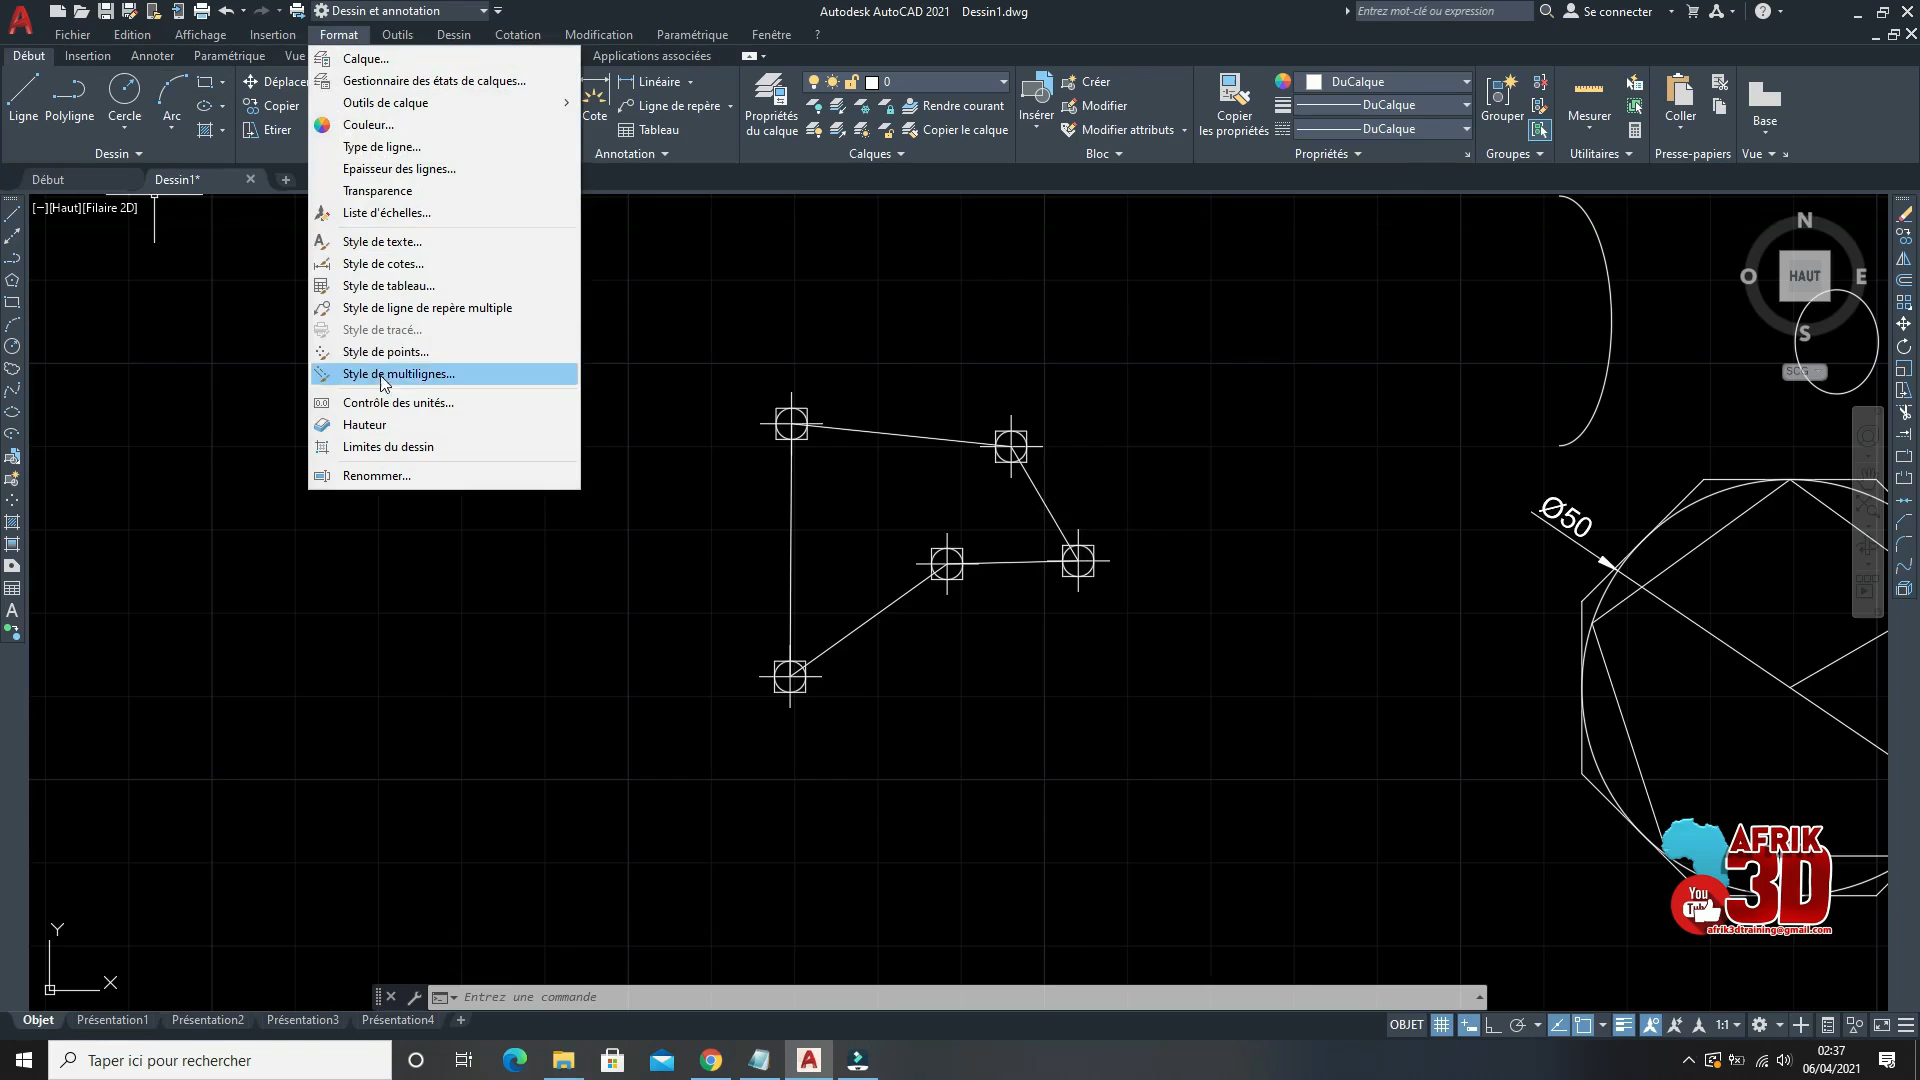 Dessin et annotation
Autodesk AutoCAD 2021 Dessin1.dwg
Entrez mot-clé ou expression
Se connecter
Fichier Edition Affichage Insertion Format Outils Dessin Cotation Modification Paramétrique Fenêtre ?
Début Insertion Annoter Paramétrique Vue Applications associées
Ligne Polyligne Cercle Arc
Déplacer
Copier
Etirer
Dessin
Calque...
Gestionnaire des états de calques...
Outils de calque
Couleur...
Type de ligne...
Epaisseur des lignes...
Transparence
Liste d'échelles...
Style de texte...
Style de cotes...
Style de tableau...
Style de ligne de repère multiple
Style de tracé...
Style de points...
Style de multilignes...
Contrôle des unités...
Hauteur
Limites du dessin
Renommer...
Cote
Linéaire
Ligne de repère
Tableau
Annotation
Propriétés
du calque
0
Rendre courant
Copier le calque
Calques
Insérer
Créer
Modifier
Modifier attributs
Bloc
Copier
les propriétés
DuCalque
DuCalque
DuCalque
Propriétés
Grouper
Groupes
Mesurer
Utilitaires
Coller
Presse-papiers
Base
Vue
Début
Dessin1*
[−][Haut][Filaire 2D]
N
O HAUT E
S
SCG
Ø50
AFRIK
3D
You
Tube
afrik3dtraining@gmail.com
Y
X
Entrez une commande
Objet Présentation1 Présentation2 Présentation3 Présentation4 +
OBJET
1:1
Taper ici pour rechercher
02:37
06/04/2021